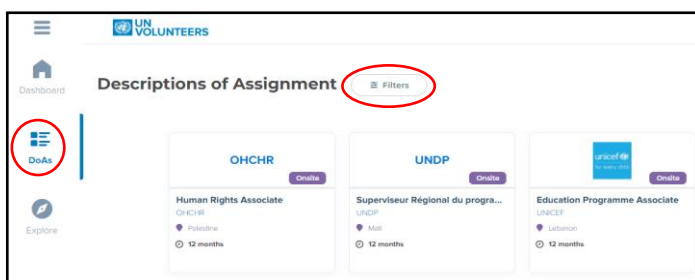 UN
VOLUNTEERS
Dashboard
Descriptions of Assignment
Filters
DoAs
OHCHR
Onsite
UNDP
Onsite
unicef
for every child
Onsite
Human Rights Associate
OHCHR
Palestine
12 months
Superviseur Régional du progra...
UNDP
Mali
12 months
Education Programme Associate
UNICEF
Lebanon
12 months
Explore